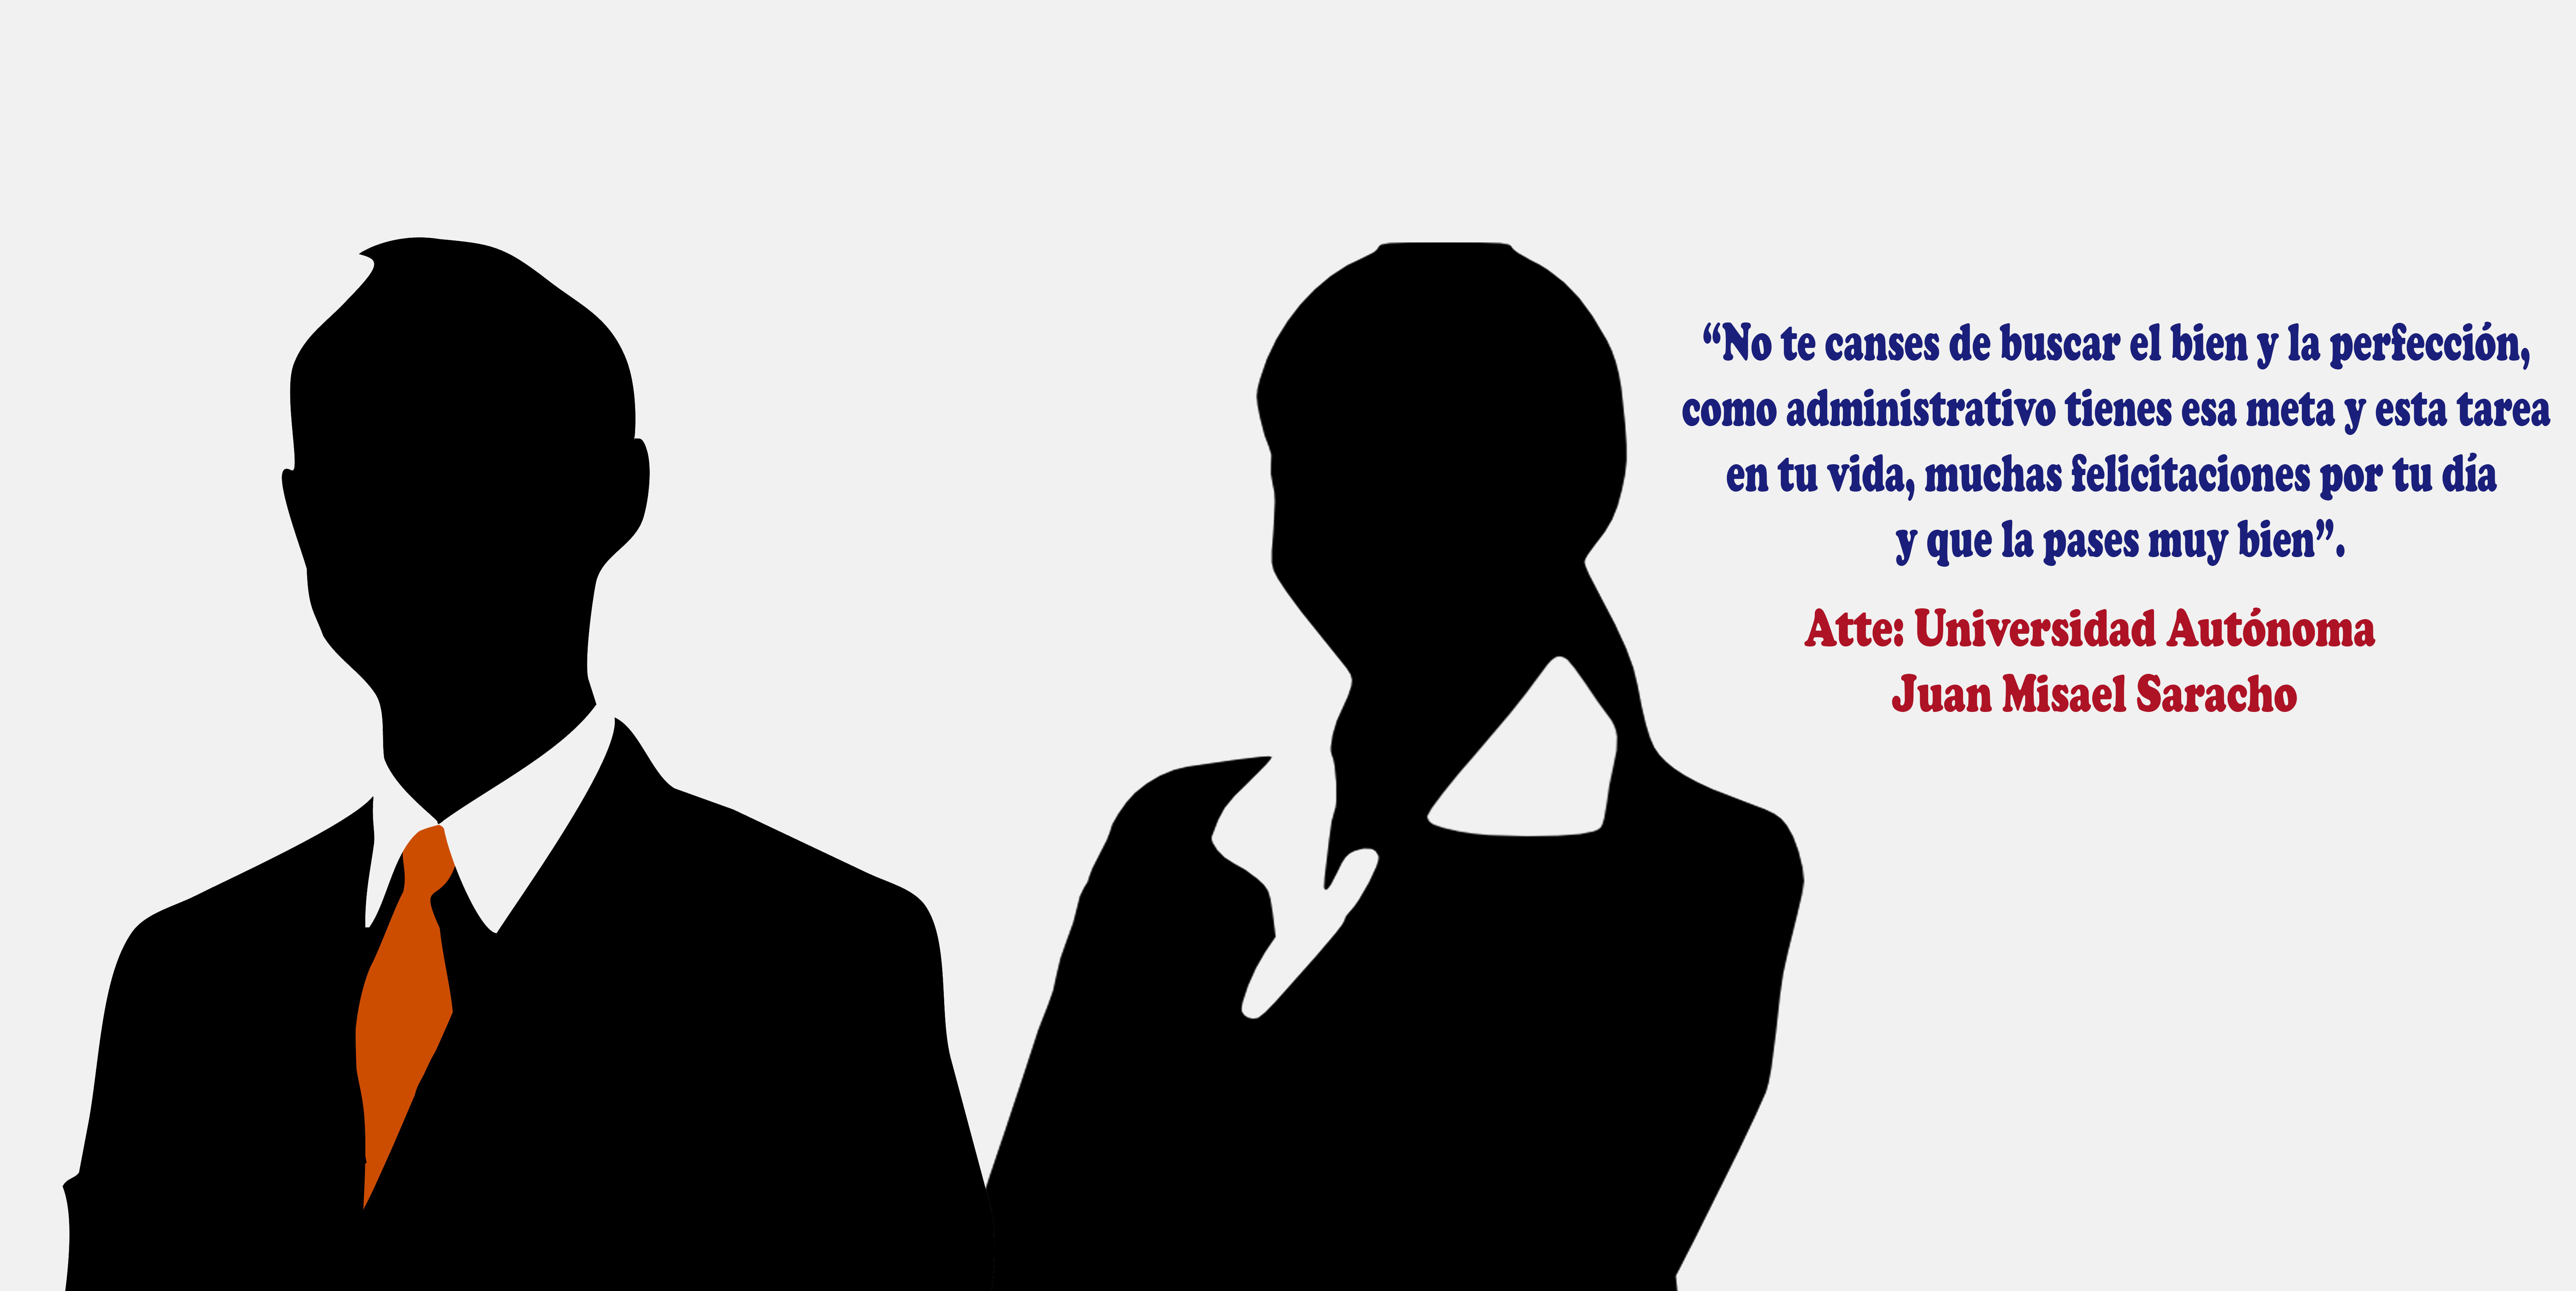 “No te canses de buscar el bien y la perfección,
como administrativo tienes esa meta y esta tarea
en tu vida, muchas felicitaciones por tu día
y que la pases muy bien”.
Atte: Universidad Autónoma
Juan Misael Saracho